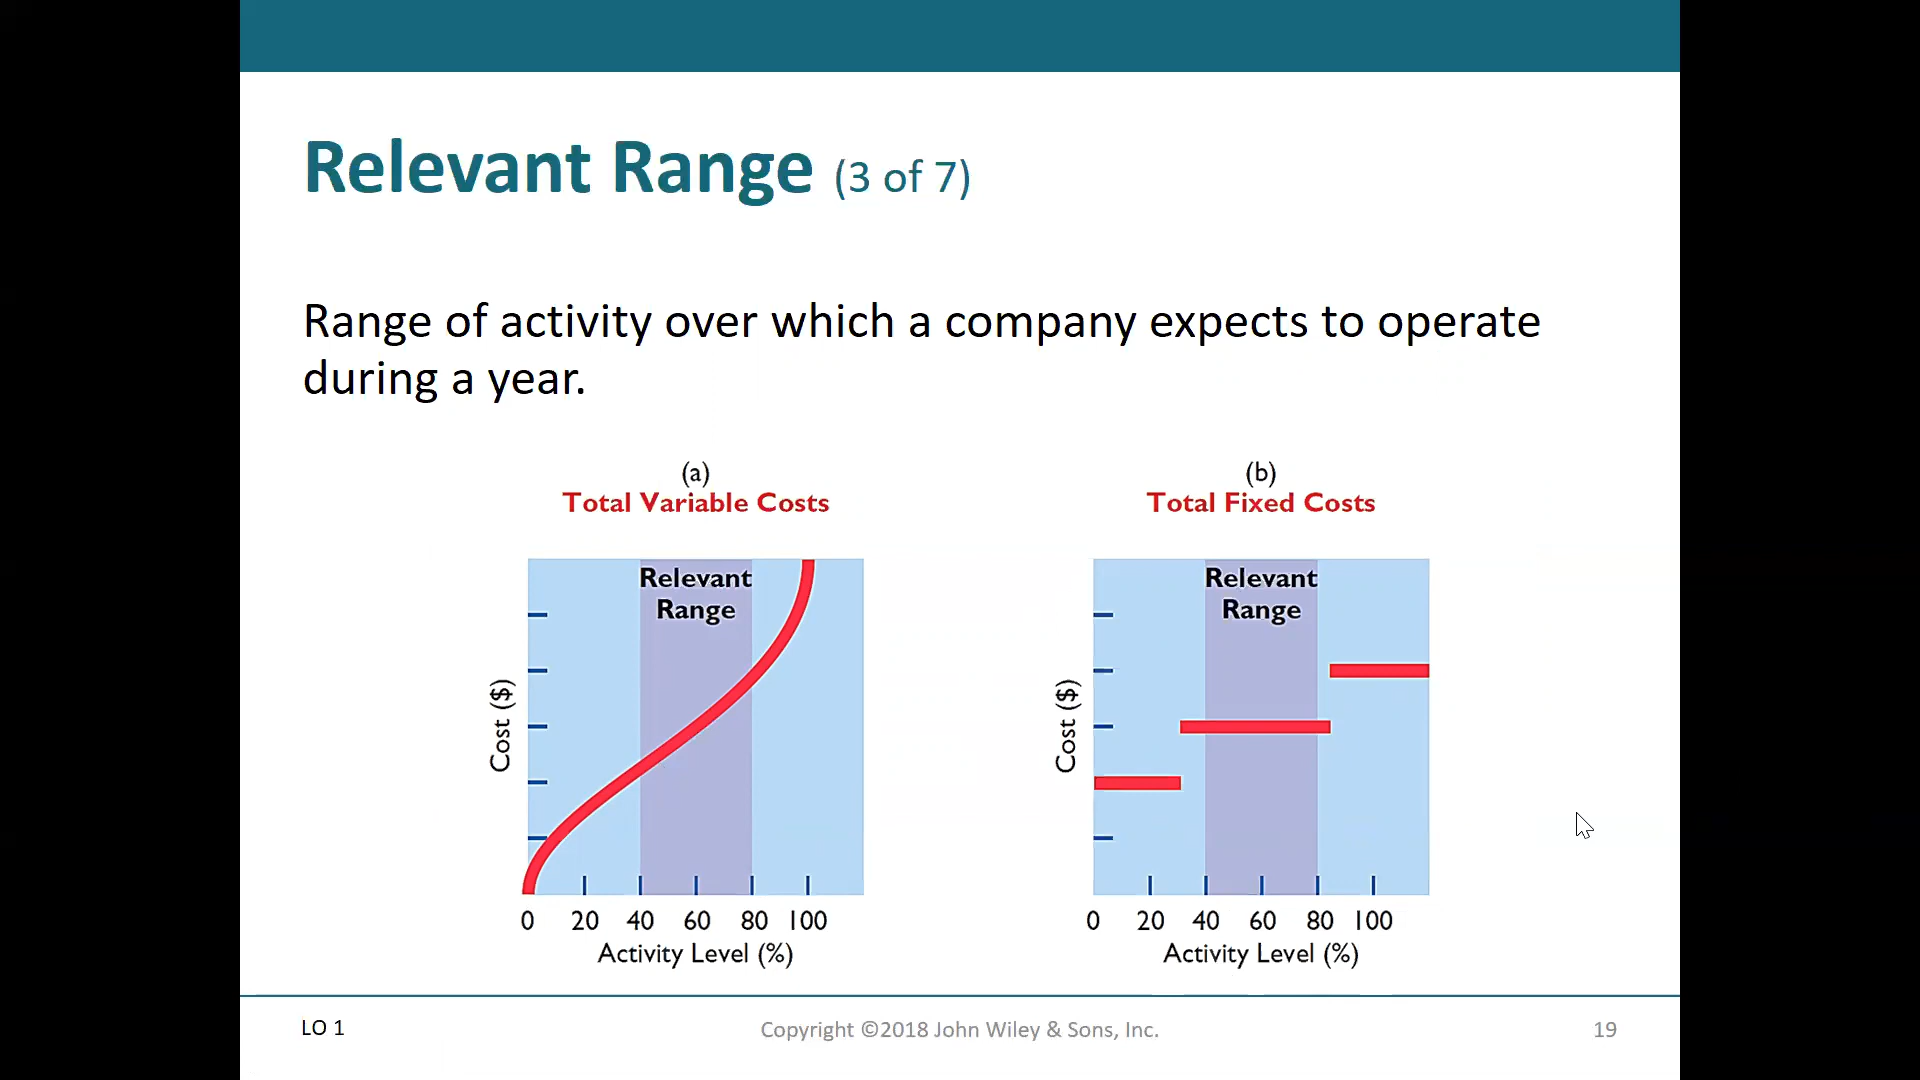 Relevant Range (3 of 7)
Range of activity over which a company expects to operate
during a year.
(a)
Total Variable Costs
Relevant
Range
Cost ($)
0 20 40 60 80 100
Activity Level (%)
(b)
Total Fixed Costs
Relevant
Range
Cost ($)
0 20 40 60 80 100
Activity Level (%)
LO 1
Copyright ©2018 John Wiley & Sons, Inc.
19